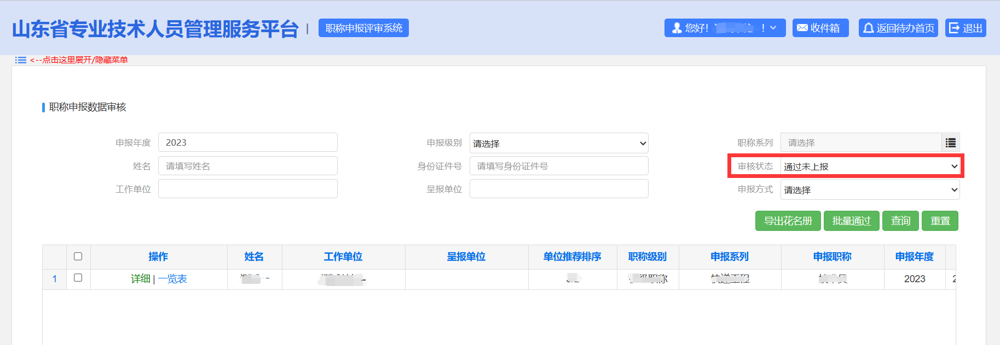 山东省专业技术人员管理服务平台 | 职称申报评审系统 您好! ! 收件箱 返回待办首页 退出
<--点击这里展开/隐藏菜单
职称申报数据审核
申报年度 2023 申报级别 请选择 职称系列 请选择
姓名 请填写姓名 身份证件号 请填写身份证件号 审核状态 通过未上报
工作单位 呈报单位 申报方式 请选择
导出花名册 批量通过 查询 重置
操作 姓名 工作单位 呈报单位 单位推荐排序 职称级别 申报系列 申报职称 申报年度
1 详细 | 一览表 职称 快递工程 2023